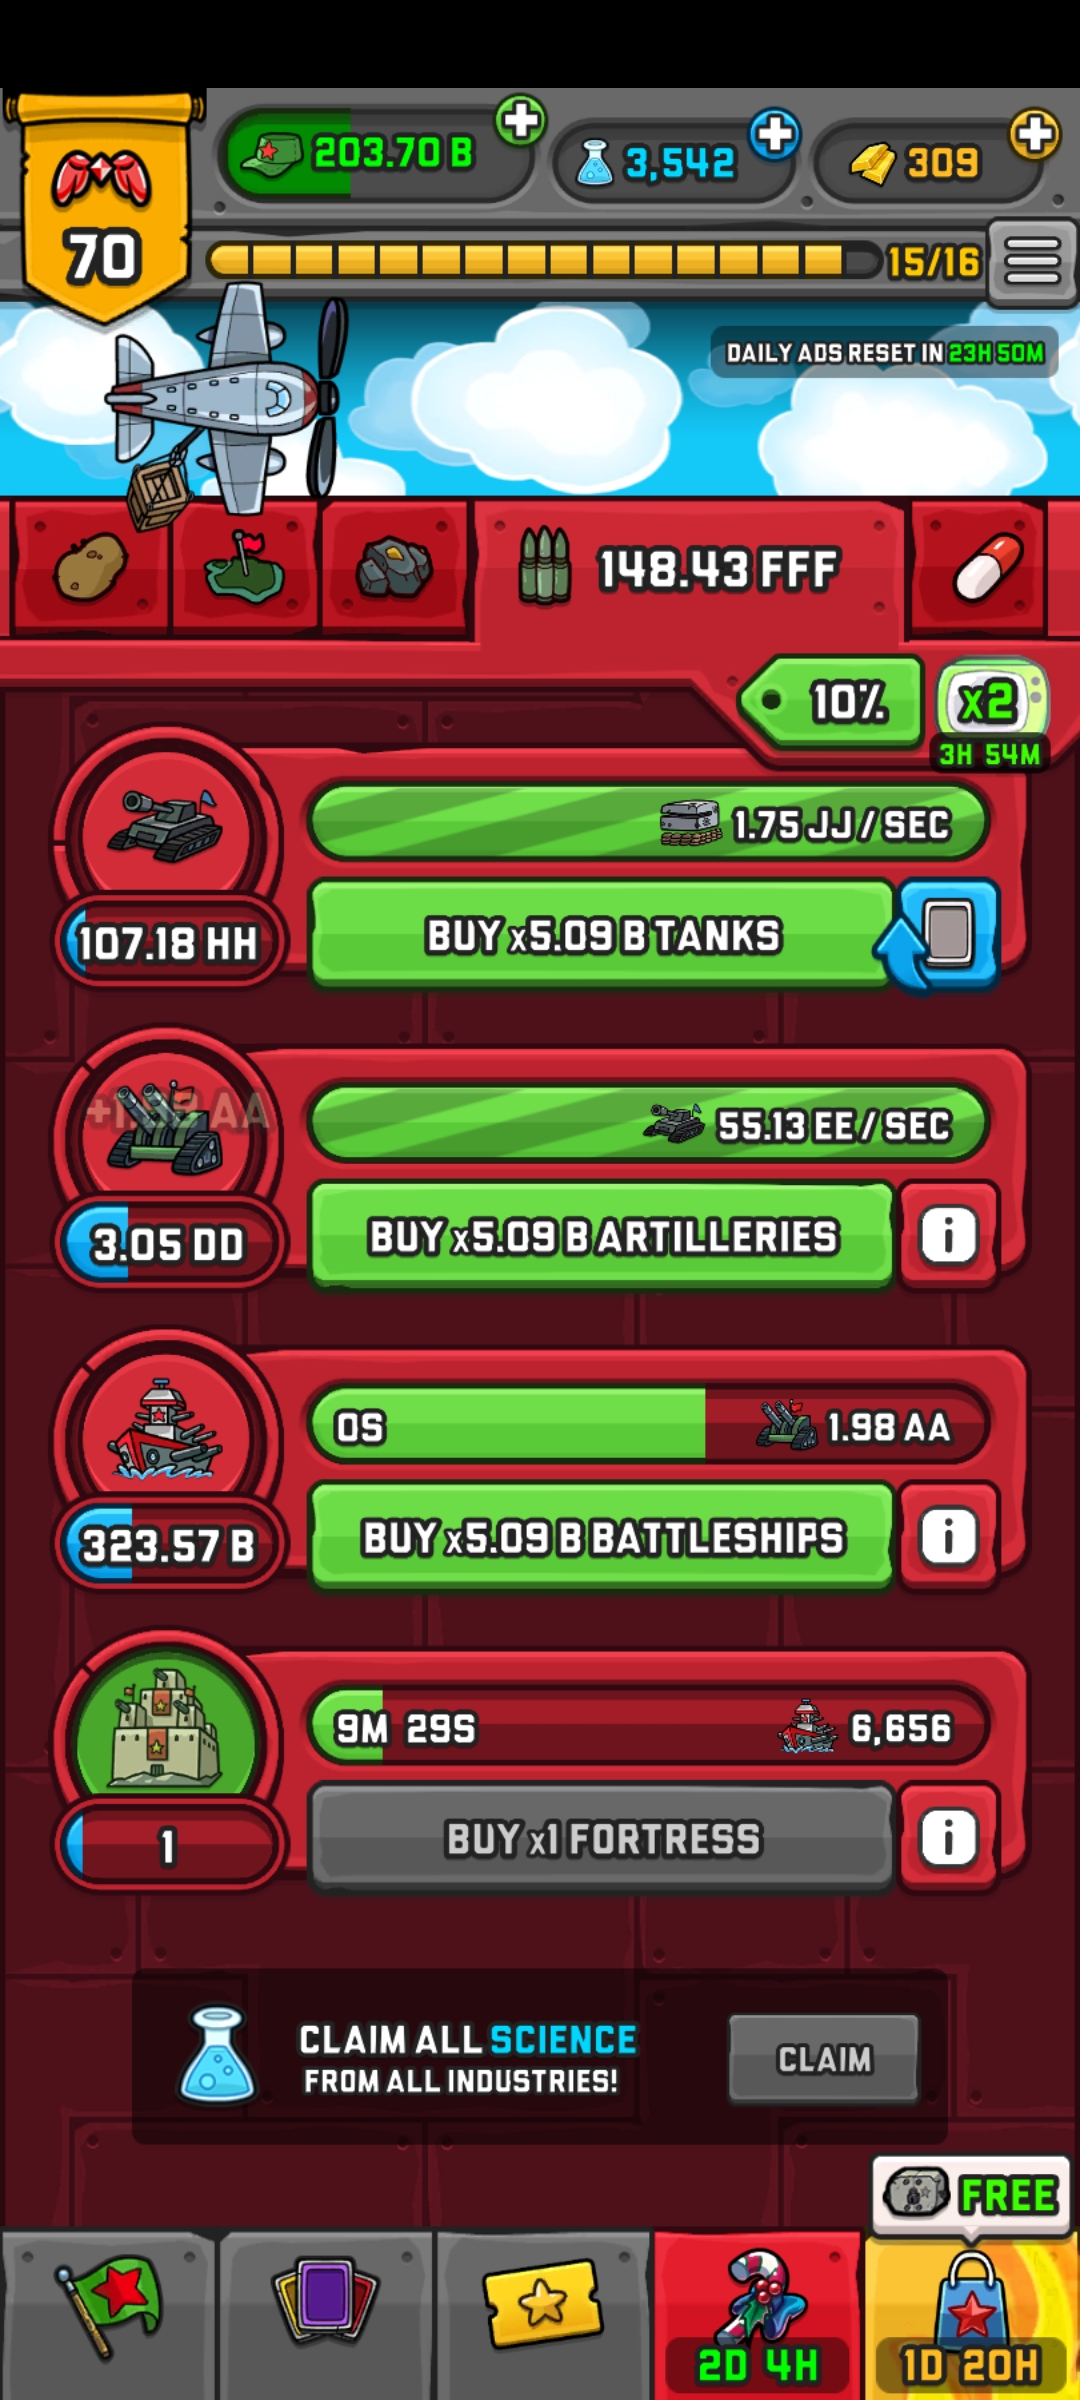 203.70 B
3,542
309
70
15/16
DAILY ADS RESET IN 23H 50M
148.43 FFF
10%
x2
3H 54M
1.75 JJ / SEC
107.18 HH
BUY x5.09 B TANKS
55.13 EE / SEC
3.05 DD
BUY x5.09 B ARTILLERIES
0S
1.98 AA
323.57 B
BUY x5.09 B BATTLESHIPS
9M 29S
6,656
1
BUY x1 FORTRESS
CLAIM ALL SCIENCE
FROM ALL INDUSTRIES!
CLAIM
FREE
2D 4H
1D 20H